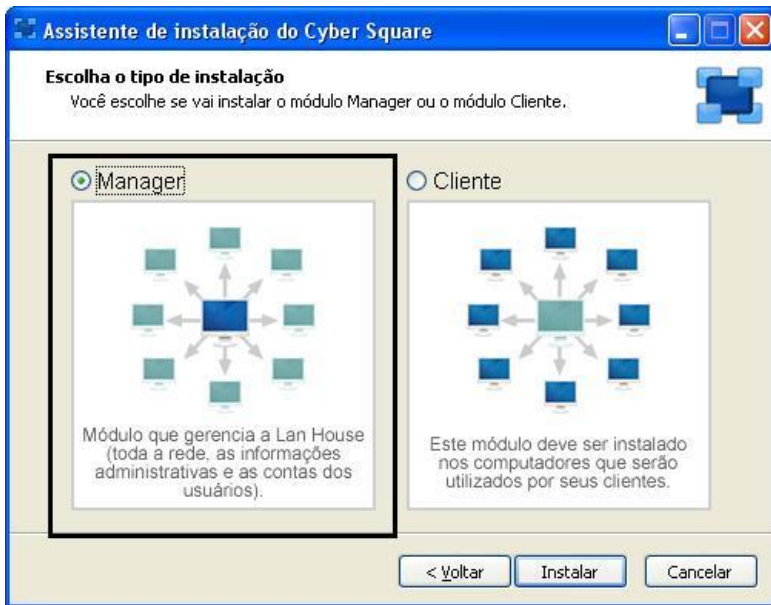 Assistente de instalação do Cyber Square
Escolha o tipo de instalação
Você escolhe se vai instalar o módulo Manager ou o módulo Cliente.
Manager
Módulo que gerencia a Lan House
(toda a rede, as informações
administrativas e as contas dos
usuários).
Cliente
Este módulo deve ser instalado
nos computadores que serão
utilizados por seus clientes.
< Voltar
Instalar
Cancelar